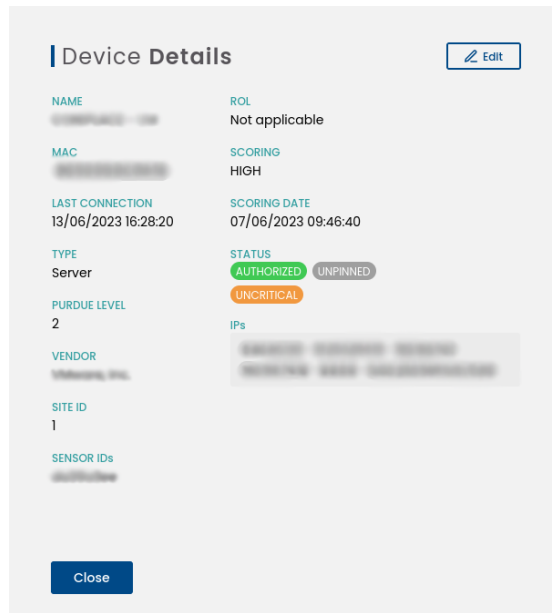 Device Details
Edit
NAME
MAC
LAST CONNECTION
13/06/2023 16:28:20
TYPE
Server
PURDUE LEVEL
2
VENDOR
VMware, Inc.
SITE ID
1
SENSOR IDs
ROL
Not applicable
SCORING
HIGH
SCORING DATE
07/06/2023 09:46:40
STATUS
AUTHORIZED UNPINNED
UNCRITICAL
IPs
Close